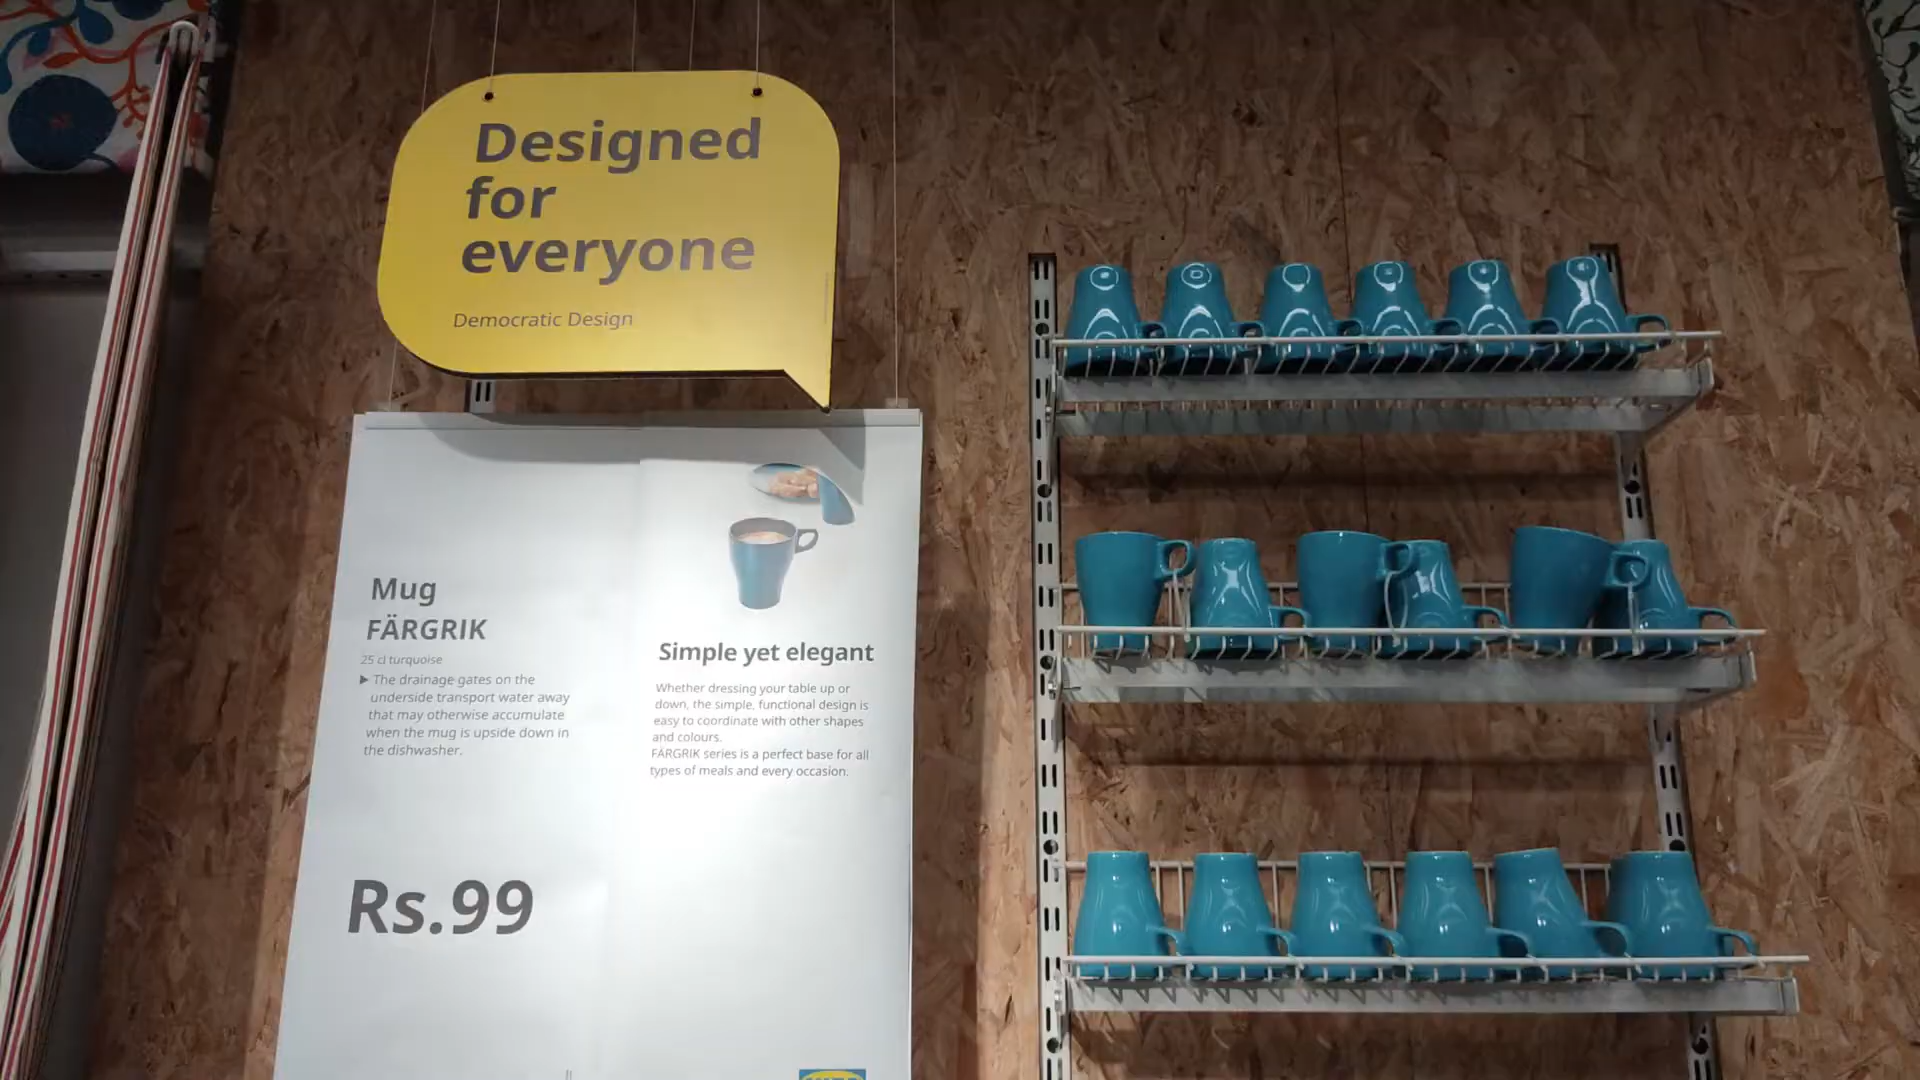 Designed
for
everyone
Democratic Design
Mug
FÄRGRIK
25 cl turquoise
▶ The drainage gates on the
underside transport water away
that may otherwise accumulate
when the mug is upside down in
the dishwasher.
Rs.99
Simple yet elegant
Whether dressing your table up or
down, the simple, functional design is
easy to coordinate with other shapes
and colours.
FÄRGRIK series is a perfect base for all
types of meals and every occasion.